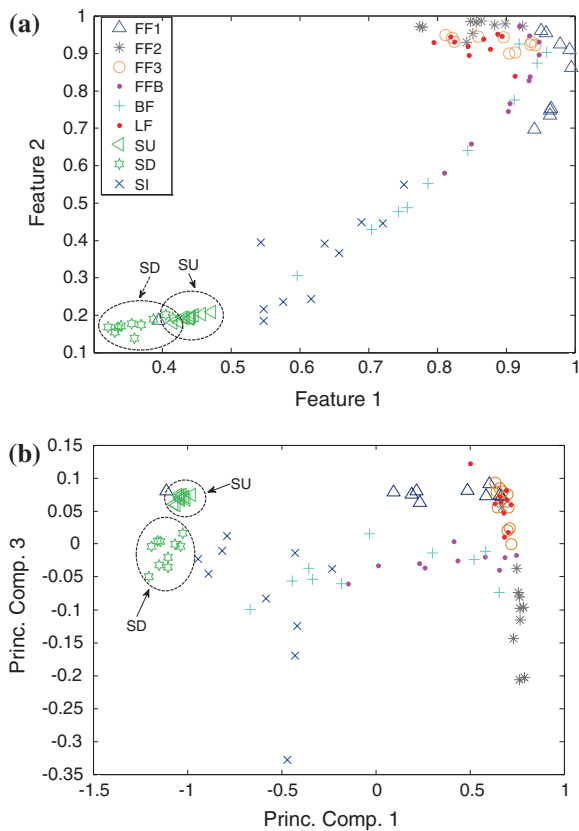 (a)
1
0.9
0.8
0.7
0.6
0.5
0.4
0.3
0.2
0.1
Feature 2
FF1
FF2
FF3
FFB
BF
LF
SU
SD
SI
SD
SU
0.4
0.5
0.6
0.7
0.8
0.9
1
Feature 1
(b)
0.15
0.1
0.05
0
-0.05
-0.1
-0.15
-0.2
-0.25
-0.3
-0.35
Princ. Comp. 3
SU
SD
-1.5
-1
-0.5
0
0.5
1
Princ. Comp. 1